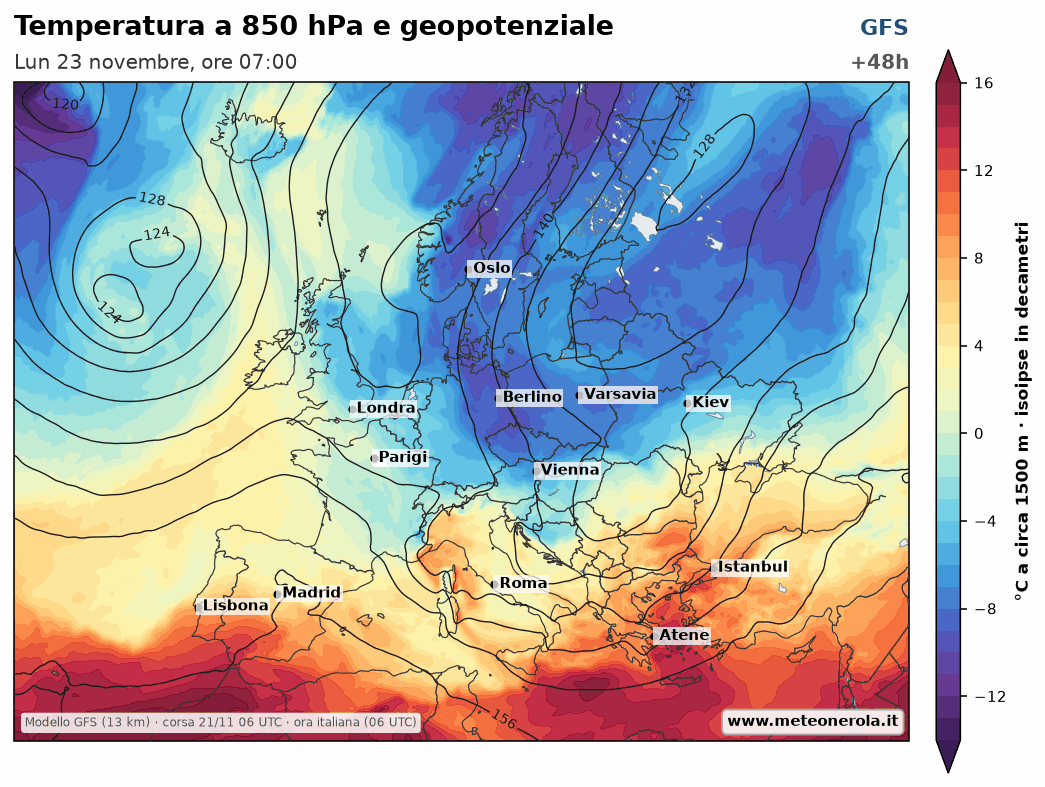 Temperatura a 850 hPa e geopotenziale
GFS
Lun 23 novembre, ore 07:00
+48h
120
128
124
124
128
140
156
Oslo
Berlino
Varsavia
Kiev
Londra
Parigi
Vienna
Istanbul
Roma
Madrid
Lisbona
Atene
16
12
8
4
0
−4
−8
−12
°C a circa 1500 m · isoipse in decametri
Modello GFS (13 km) · corsa 21/11 06 UTC · ora italiana (06 UTC)
www.meteonerola.it